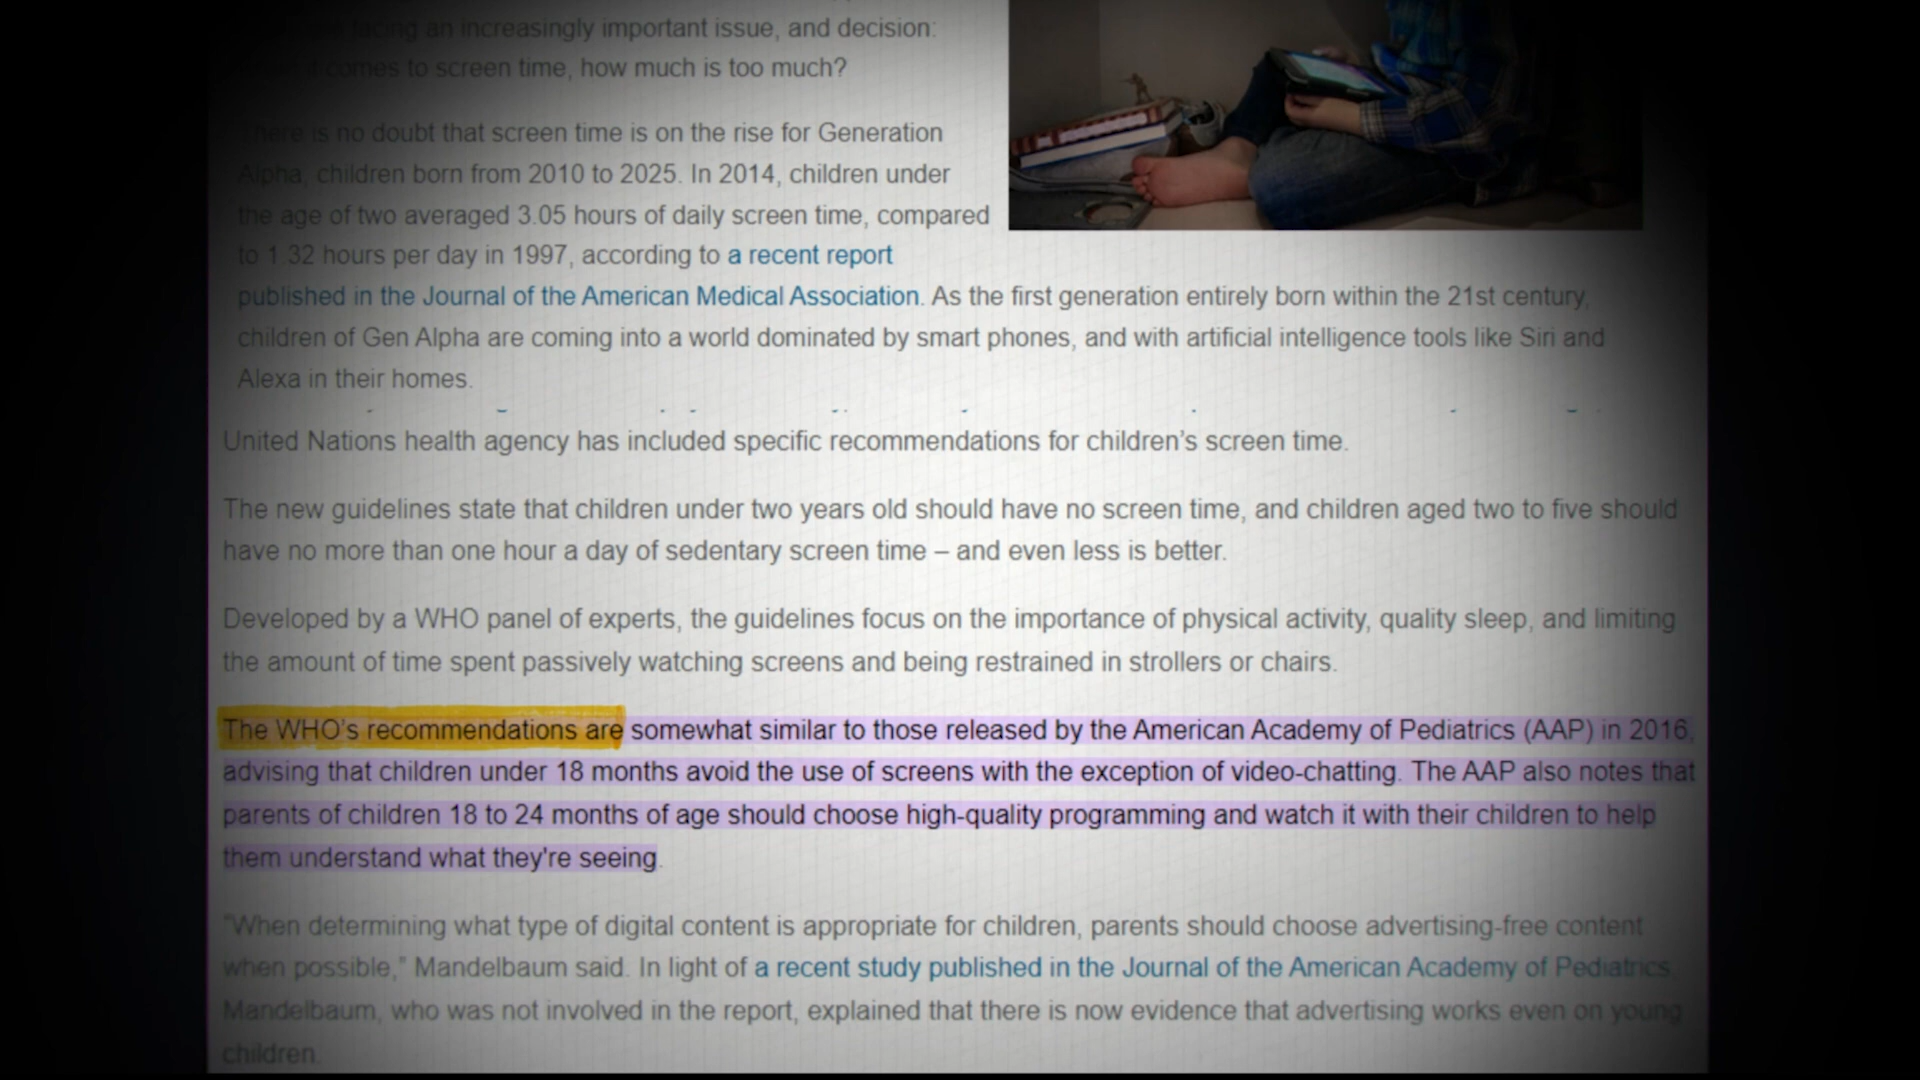 facing an increasingly important issue, and decision:
comes to screen time, how much is too much?
There is no doubt that screen time is on the rise for Generation
Alpha, children born from 2010 to 2025. In 2014, children under
the age of two averaged 3.05 hours of daily screen time, compared
to 1.32 hours per day in 1997, according to a recent report
published in the Journal of the American Medical Association. As the first generation entirely born within the 21st century,
children of Gen Alpha are coming into a world dominated by smart phones, and with artificial intelligence tools like Siri and
Alexa in their homes.
United Nations health agency has included specific recommendations for children’s screen time.
The new guidelines state that children under two years old should have no screen time, and children aged two to five should
have no more than one hour a day of sedentary screen time – and even less is better.
Developed by a WHO panel of experts, the guidelines focus on the importance of physical activity, quality sleep, and limiting
the amount of time spent passively watching screens and being restrained in strollers or chairs.
The WHO’s recommendations are somewhat similar to those released by the American Academy of Pediatrics (AAP) in 2016,
advising that children under 18 months avoid the use of screens with the exception of video-chatting. The AAP also notes that
parents of children 18 to 24 months of age should choose high-quality programming and watch it with their children to help
them understand what they're seeing.
“When determining what type of digital content is appropriate for children, parents should choose advertising-free content
when possible,” Mandelbaum said. In light of a recent study published in the Journal of the American Academy of Pediatrics
Mandelbaum, who was not involved in the report, explained that there is now evidence that advertising works even on young
children.